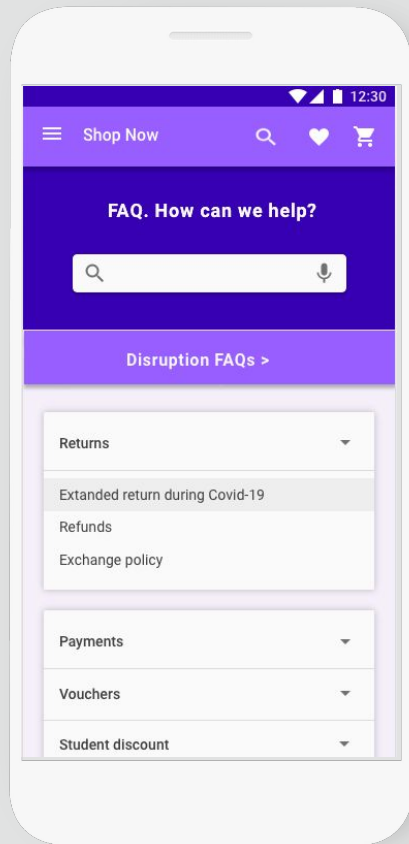 12:30
Shop Now
FAQ. How can we help?
Disruption FAQs >
Returns
Extanded return during Covid-19
Refunds
Exchange policy
Payments
Vouchers
Student discount